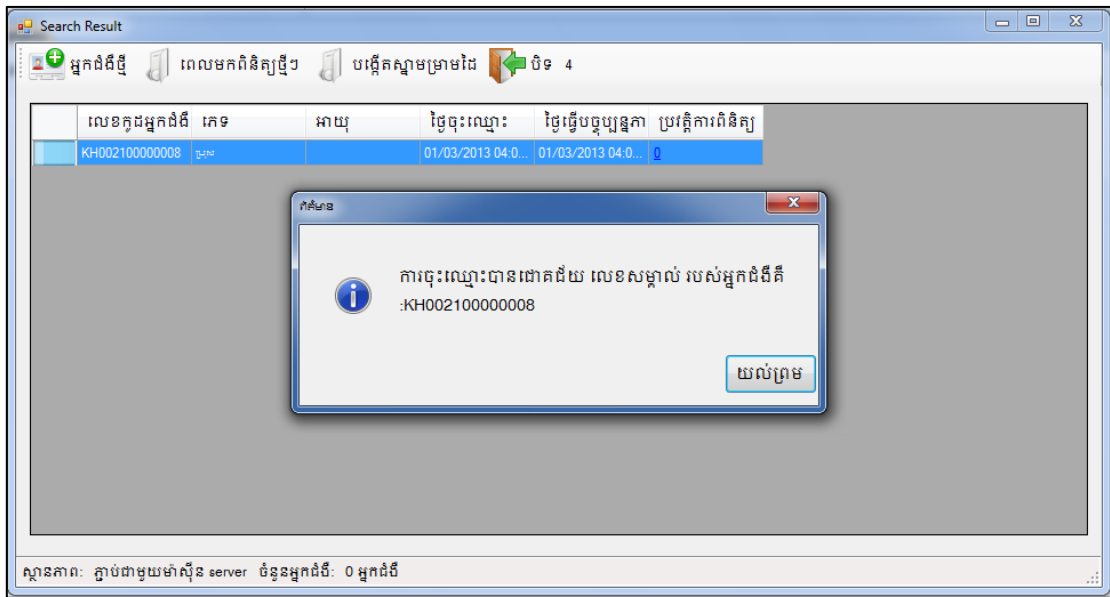 Search Result
អ្នកជំងឺថ្មី ពេលមកពិនិត្យថ្មីៗ បង្កើតស្នាមម្រាមដៃ បិទ 4
លេខកូដអ្នកជំងឺ ភេទ អាយុ ថ្ងៃចុះឈ្មោះ ថ្ងៃធ្វើបច្ចុប្បន្នភា ប្រវត្តិការពិនិត្យ
KH002100000008 ប្រុស 01/03/2013 04:0... 01/03/2013 04:0... 0
ព័ត៌មាន
ការចុះឈ្មោះបានជោគជ័យ លេខសម្គាល់ របស់អ្នកជំងឺគឺ
:KH002100000008
យល់ព្រម
ស្ថានភាព: ភ្ជាប់ជាមួយម៉ាស៊ីន server ចំនួនអ្នកជំងឺ: 0 អ្នកជំងឺ